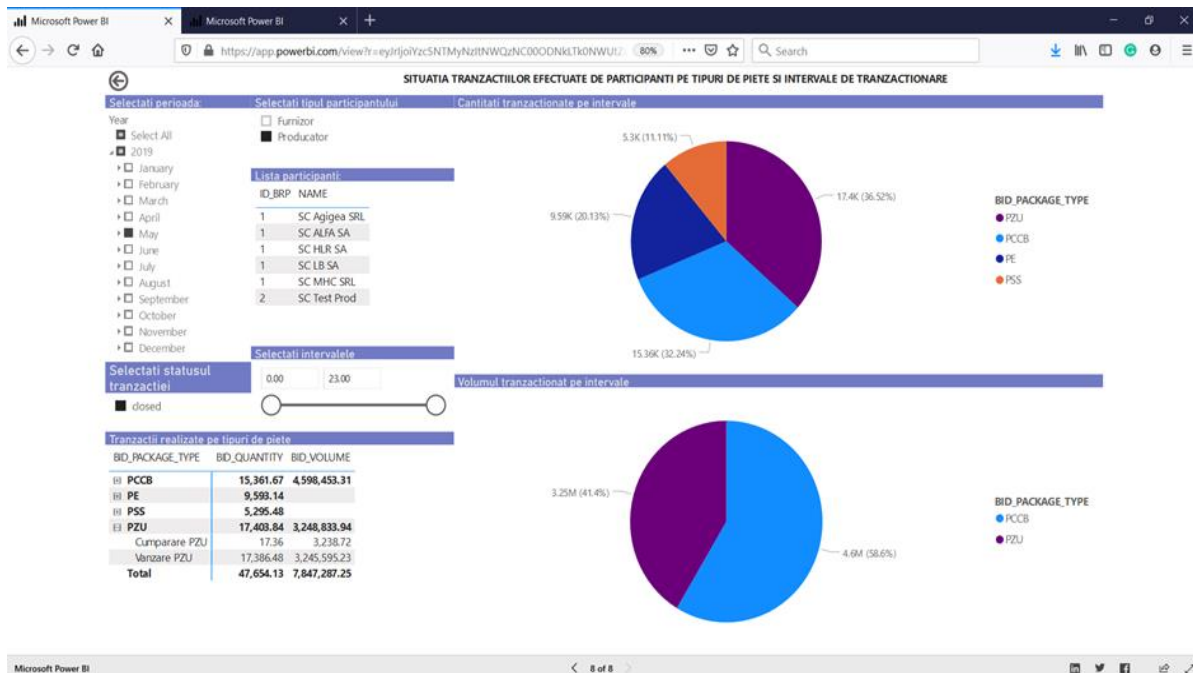 Microsoft Power BI
Microsoft Power BI
80%
Search
SITUATIA TRANZACTIILOR EFECTUATE DE PARTICIPANTI PE TIPURI DE PIETE SI INTERVALE DE TRANZACTIONARE
Selectati perioada:
Year
Select All
2019
January
February
March
April
May
June
July
August
September
October
November
December
Selectati tipul participantului
Furnizor
Producator
Lista participanti:
ID_BRP NAME
1 SC Agigea SRL
1 SC ALFA SA
1 SC HLR SA
1 SC LB SA
1 SC MHC SRL
2 SC Test Prod
Selectati intervalele
0.00 23.00
Selectati statusul
tranzactiei
closed
Tranzactii realizate pe tipuri de piete
BID_PACKAGE_TYPE BID_QUANTITY BID_VOLUME
PCCB 15,361.67 4,598,453.31
PE 9,593.14
PSS 5,295.48
PZU 17,403.84 3,248,833.94
Cumparare PZU 17.36 3,238.72
Vanzare PZU 17,386.48 3,245,595.23
Total 47,654.13 7,847,287.25
Cantitati tranzactionate pe intervale
5.3K (11.11%)
17.4K (36.52%)
9.59K (20.13%)
15.36K (32.24%)
BID_PACKAGE_TYPE
PZU
PCCB
PE
PSS
Volumul tranzactionat pe intervale
3.25M (41.4%)
4.6M (58.6%)
BID_PACKAGE_TYPE
PCCB
PZU
Microsoft Power BI
8 of 8